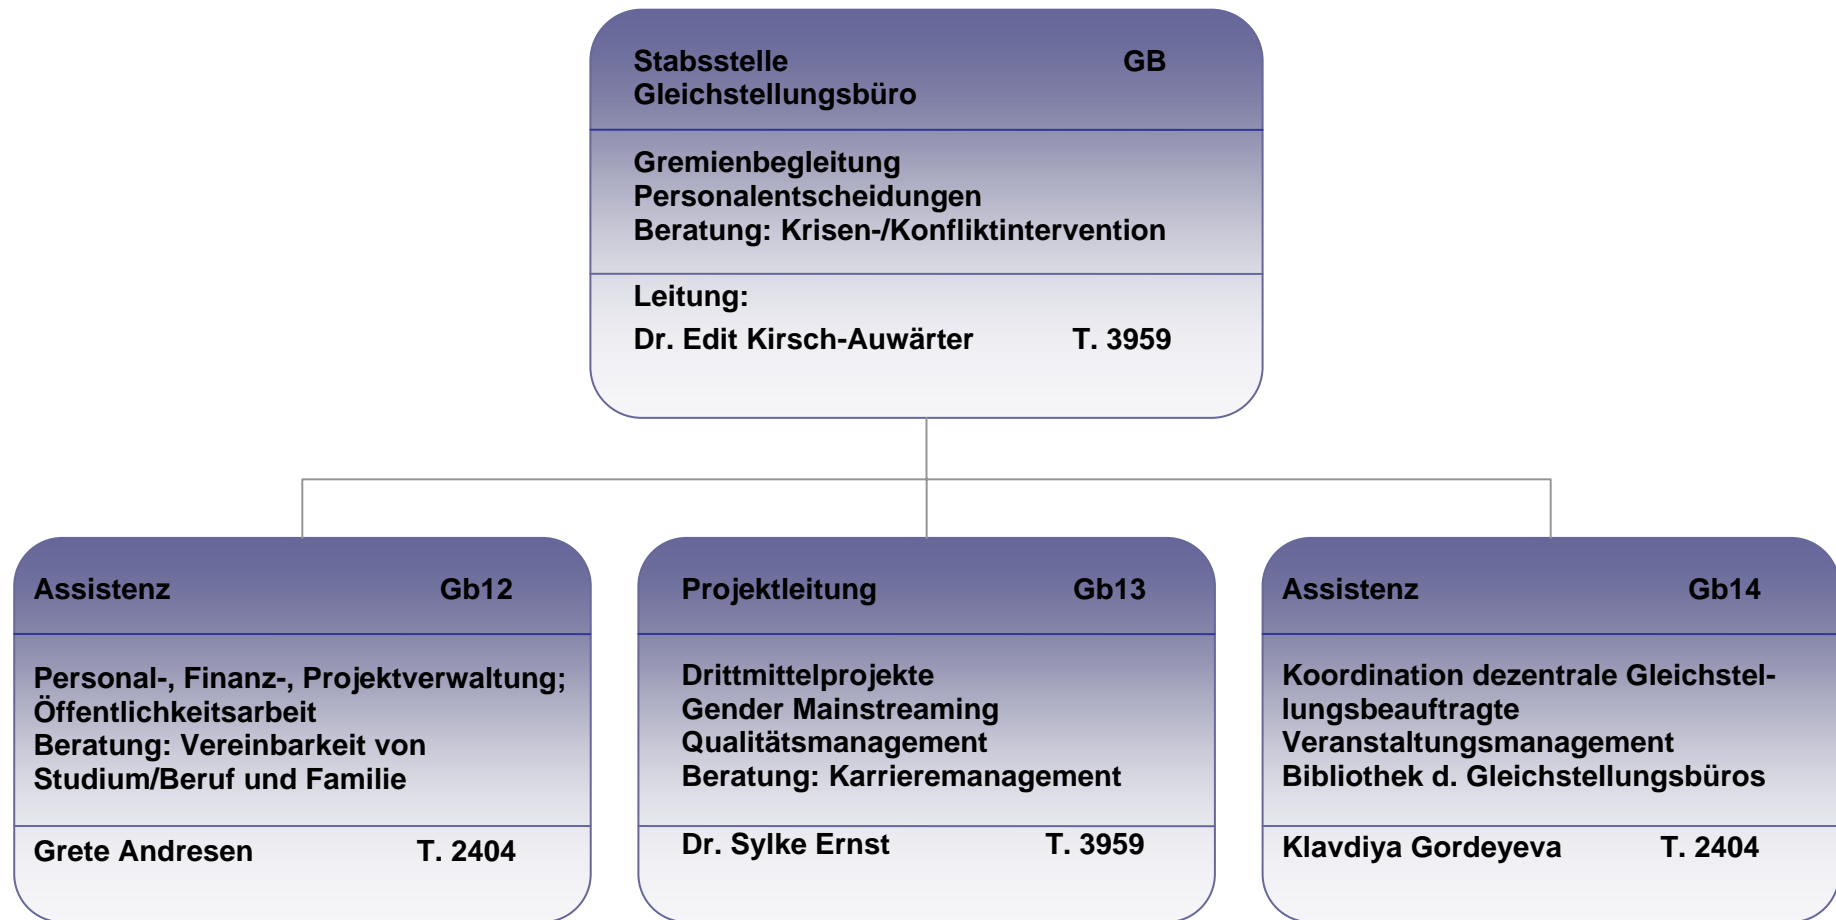 Stabsstelle GB
Gleichstellungsbüro
Gremienbegleitung
Personalentscheidungen
Beratung: Krisen-/Konfliktintervention
Leitung:
Dr. Edit Kirsch-Auwärter T. 3959
Assistenz Gb12
Personal-, Finanz-, Projektverwaltung;
Öffentlichkeitsarbeit
Beratung: Vereinbarkeit von
Studium/Beruf und Familie
Grete Andresen T. 2404
Projektleitung Gb13
Drittmittelprojekte
Gender Mainstreaming
Qualitätsmanagement
Beratung: Karrieremanagement
Dr. Sylke Ernst T. 3959
Assistenz Gb14
Koordination dezentrale Gleichstel-
lungsbeauftragte
Veranstaltungsmanagement
Bibliothek d. Gleichstellungsbüros
Klavdiya Gordeyeva T. 2404